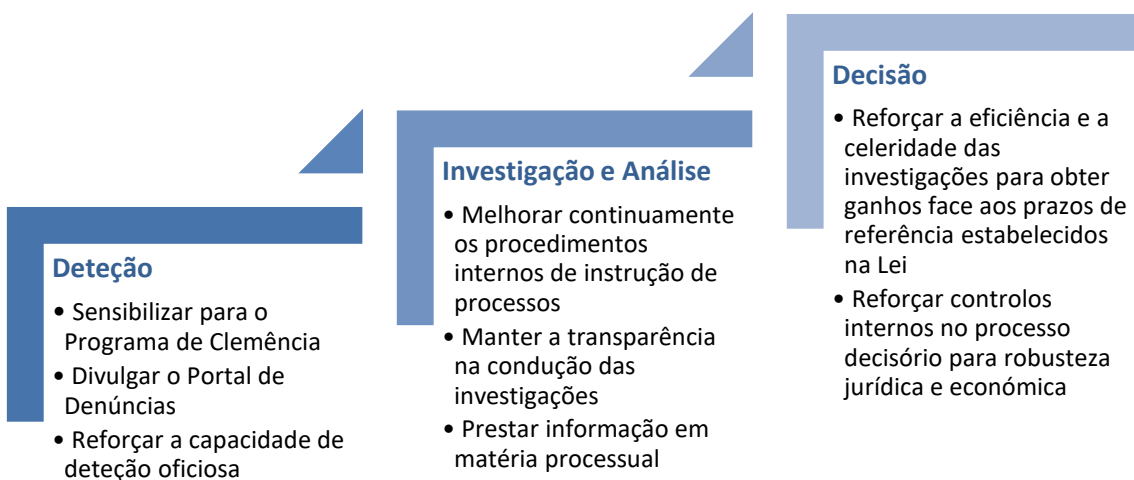 Deteção
• Sensibilizar para o
Programa de Clemência
• Divulgar o Portal de
Denúncias
• Reforçar a capacidade de
deteção oficiosa
Investigação e Análise
• Melhorar continuamente
os procedimentos
internos de instrução de
processos
• Manter a transparência
na condução das
investigações
• Prestar informação em
matéria processual
Decisão
• Reforçar a eficiência e a
celeridade das
investigações para obter
ganhos face aos prazos de
referência estabelecidos
na Lei
• Reforçar controlos
internos no processo
decisório para robusteza
jurídica e económica